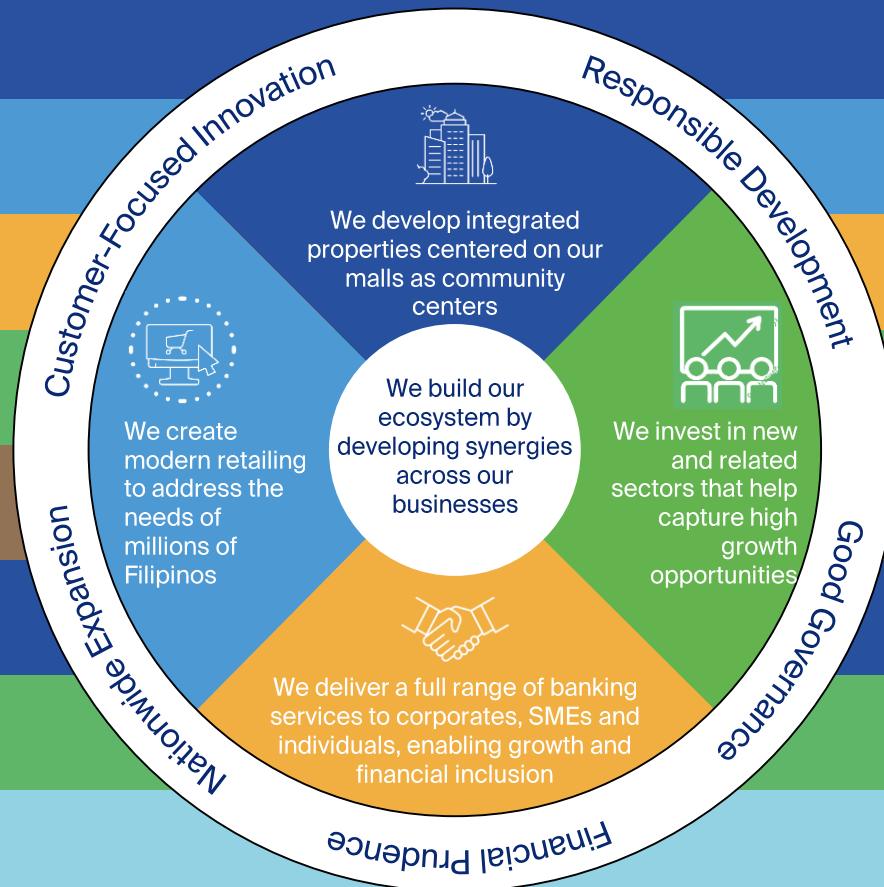 Customer-Focused Innovation
Responsible Development
We develop integrated
properties centered on our
malls as community
centers
We build our
ecosystem by
developing synergies
across our
businesses
We create
modern retailing
to address the
needs of
millions of
Filipinos
We invest in new
and related
sectors that help
capture high
growth
opportunities
We deliver a full range of banking
services to corporates, SMEs and
individuals, enabling growth and
financial inclusion
Nationwide Expansion
Good Governance
Financial Prudence